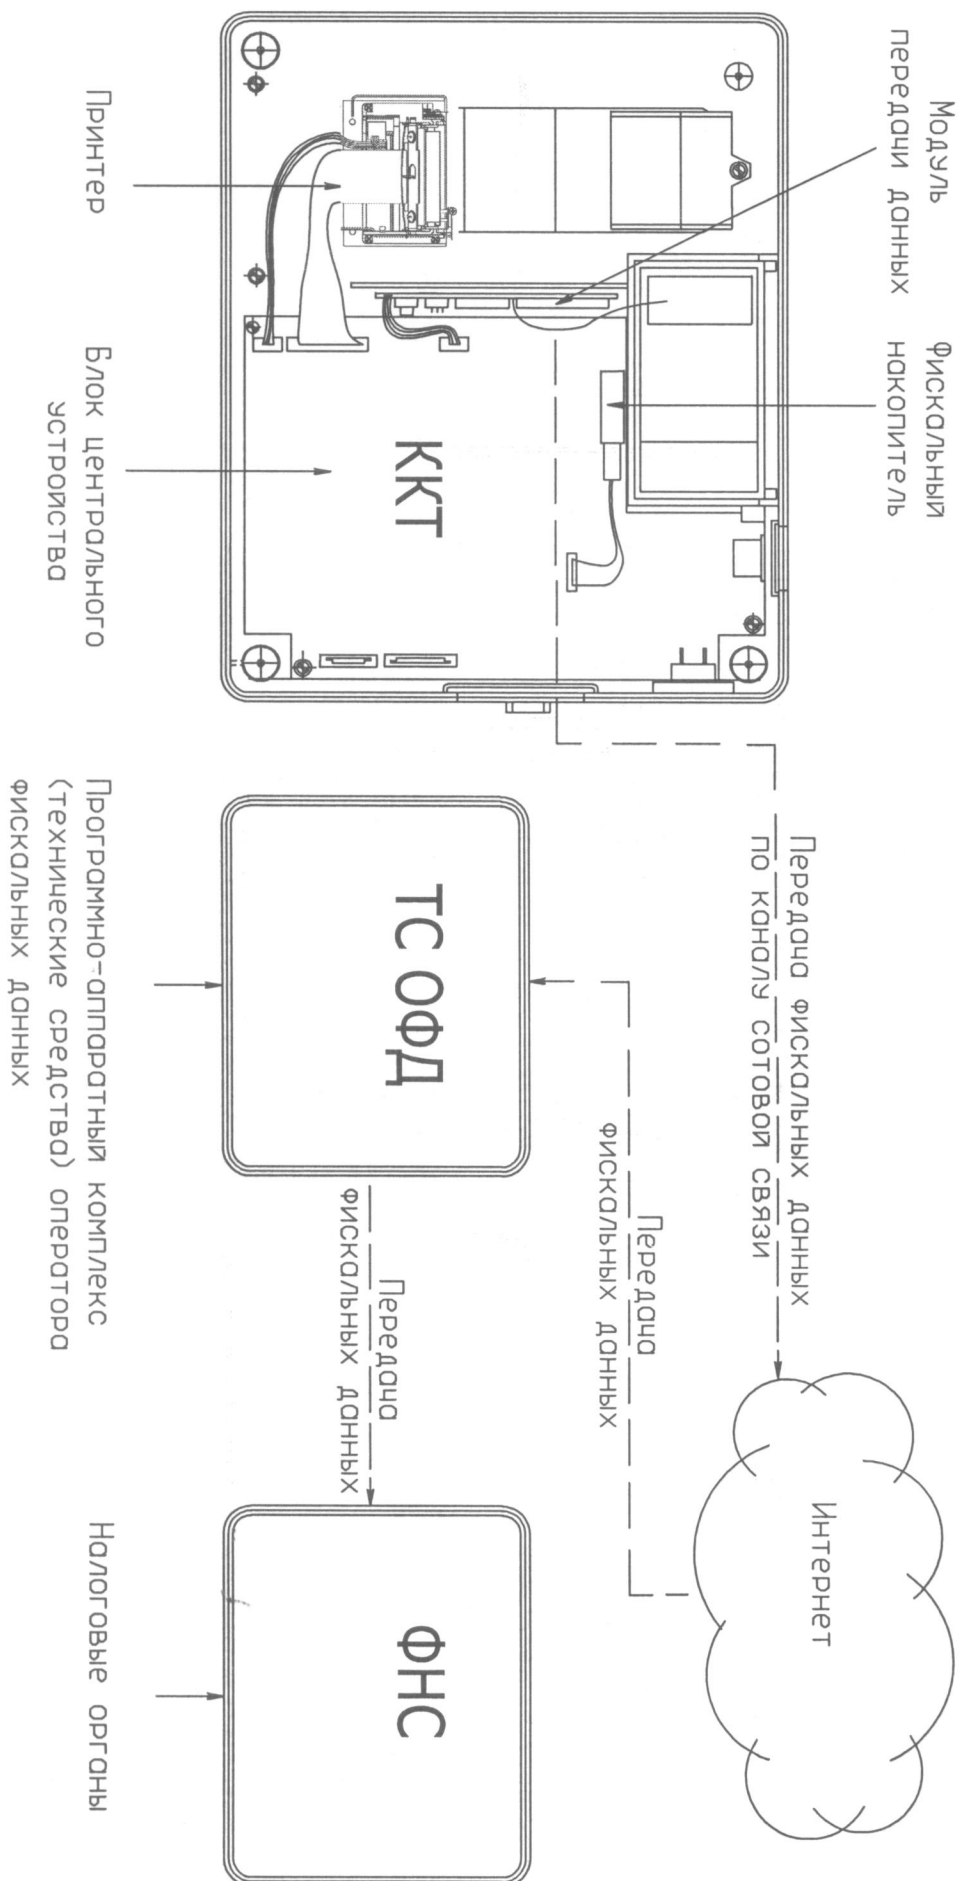 Модуль
передачи данных
Фискальный
накопитель
ККТ
Принтер
Блок центрального
устройства
Передача фискальных данных
по каналу сотовой связи
Интернет
Передача
фискальных данных
ТС ОФД
Передача
фискальных данных
ФНС
Программно-аппаратный комплекс
(технические средства) оператора
фискальных данных
Налоговые органы